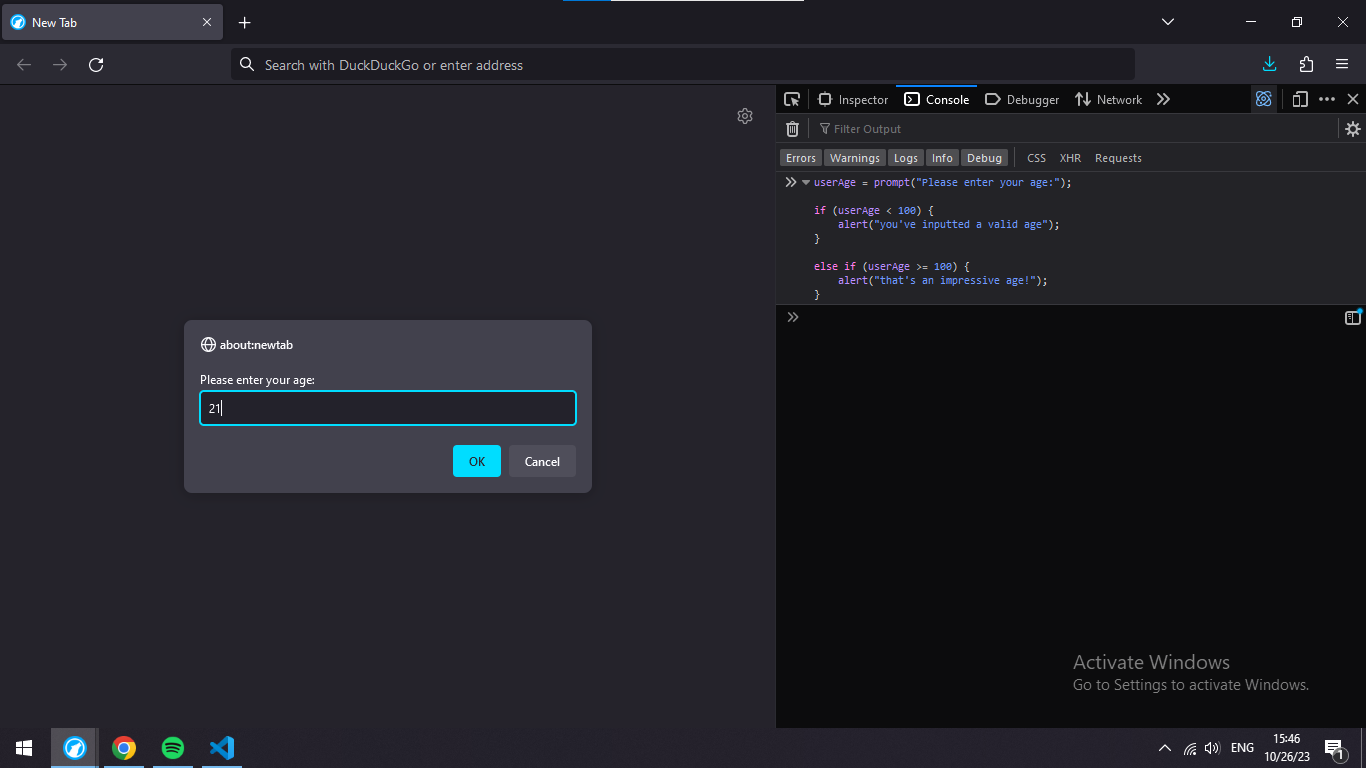 New Tab
Search with DuckDuckGo or enter address
Inspector Console Debugger Network
Filter Output
Errors Warnings Logs Info Debug CSS XHR Requests
userAge = prompt("Please enter your age:");
if (userAge < 100) {
alert("you've inputted a valid age");
}
else if (userAge >= 100) {
alert("that's an impressive age!");
}
about:newtab
Please enter your age:
21
OK Cancel
Activate Windows
Go to Settings to activate Windows.
ENG
15:46
10/26/23
1